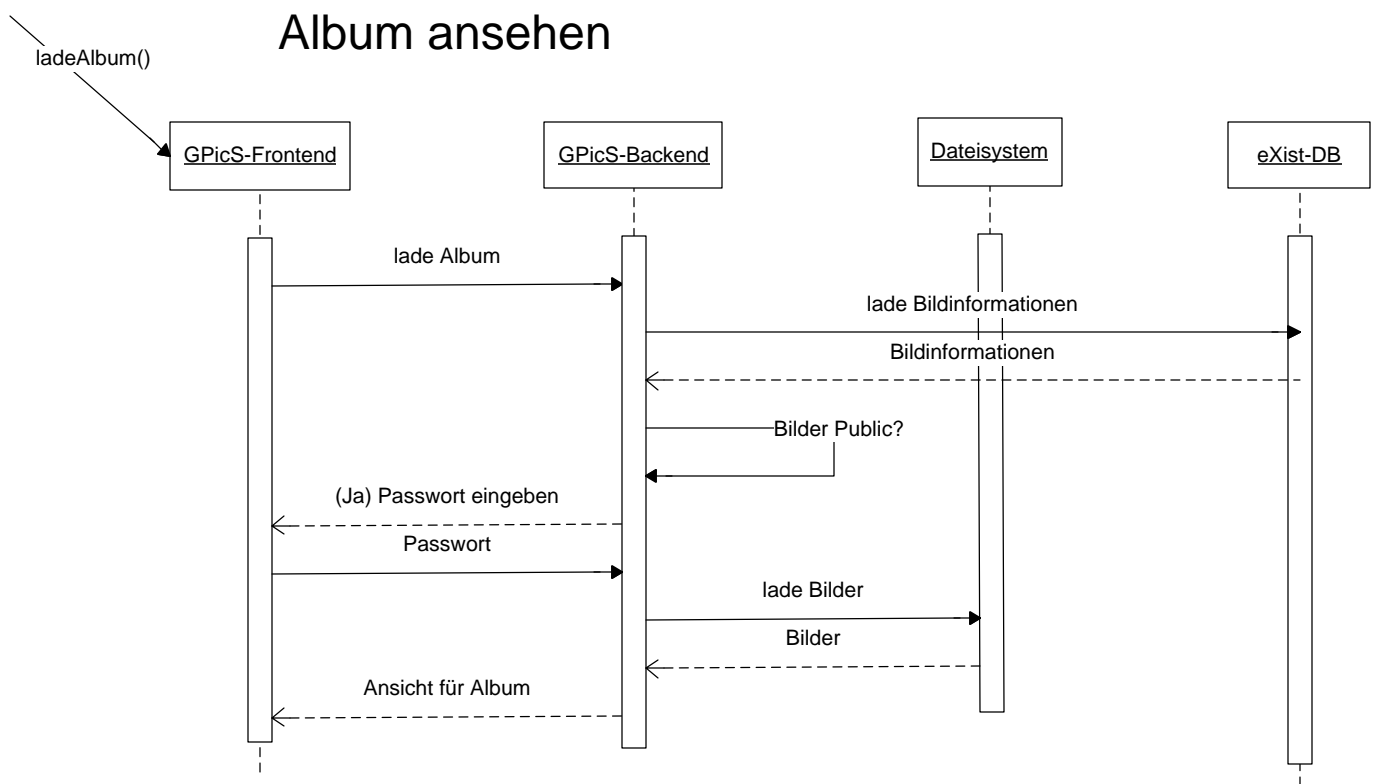 Album ansehen
ladeAlbum()
GPicS-Frontend
GPicS-Backend
Dateisystem
eXist-DB
lade Album
lade Bildinformationen
Bildinformationen
Bilder Public?
(Ja) Passwort eingeben
Passwort
lade Bilder
Bilder
Ansicht für Album